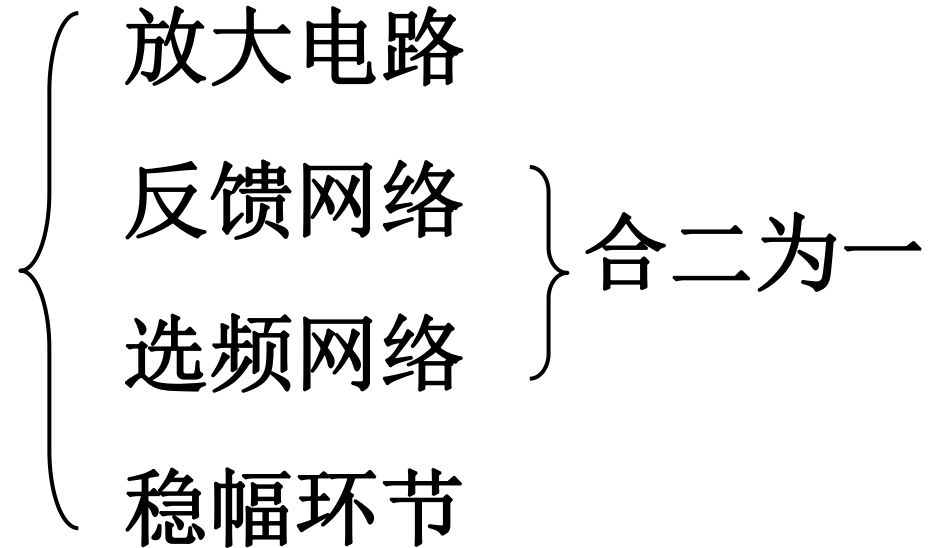 放大电路
反馈网络
合二为一
选频网络
稳幅环节